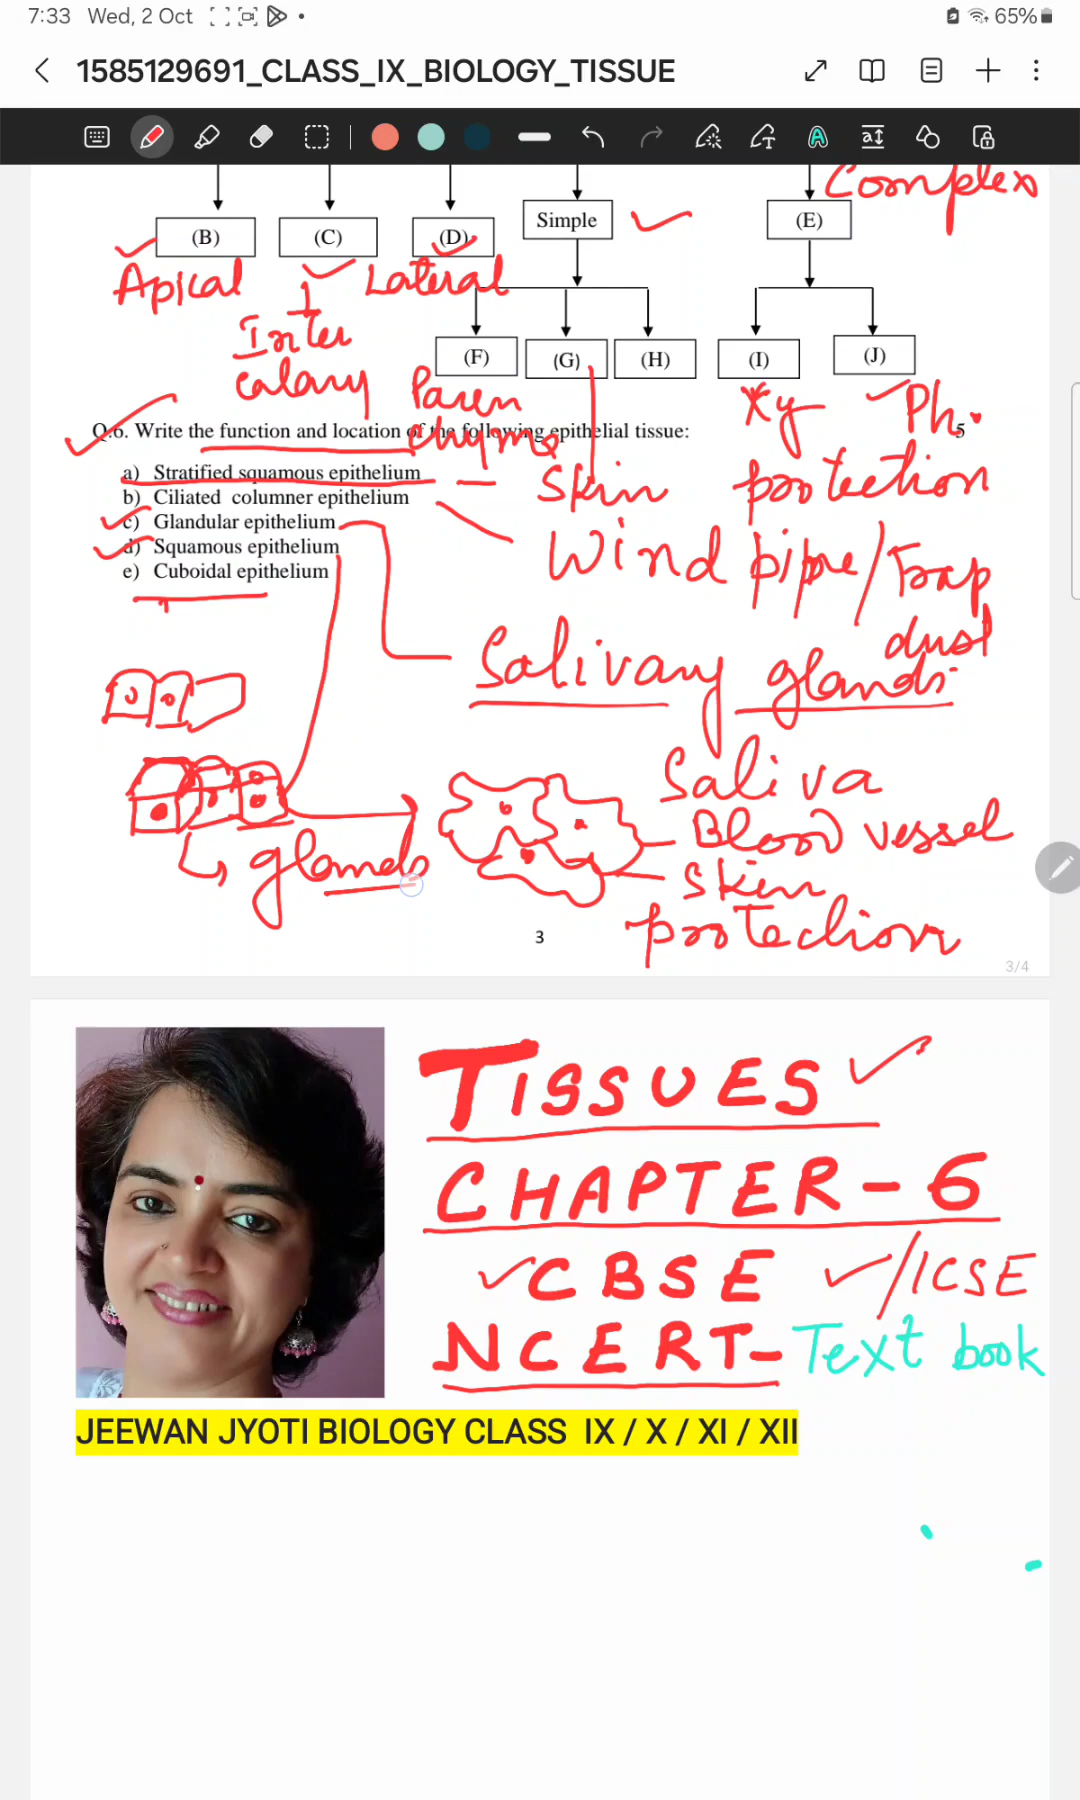 7:33 Wed, 2 Oct 65%
1585129691_CLASS_IX_BIOLOGY_TISSUE
Complex
(B) (C) (D) Simple (E)
Apical Lateral
Inter
calary
(F) (G) (H) (I) (J)
Paren
chyma
Xy Ph.
Q.6. Write the function and location of the following epithelial tissue: 5
a) Stratified squamous epithelium
Skin protection
b) Ciliated columner epithelium
c) Glandular epithelium
d) Squamous epithelium
e) Cuboidal epithelium
Wind pipe/Trap
dust
Salivary glands
Saliva
Blood vessel
glands
Skin
protection
3
3/4
TISSUES
CHAPTER-6
CBSE /ICSE
NCERT-Text book
JEEWAN JYOTI BIOLOGY CLASS IX / X / XI / XII